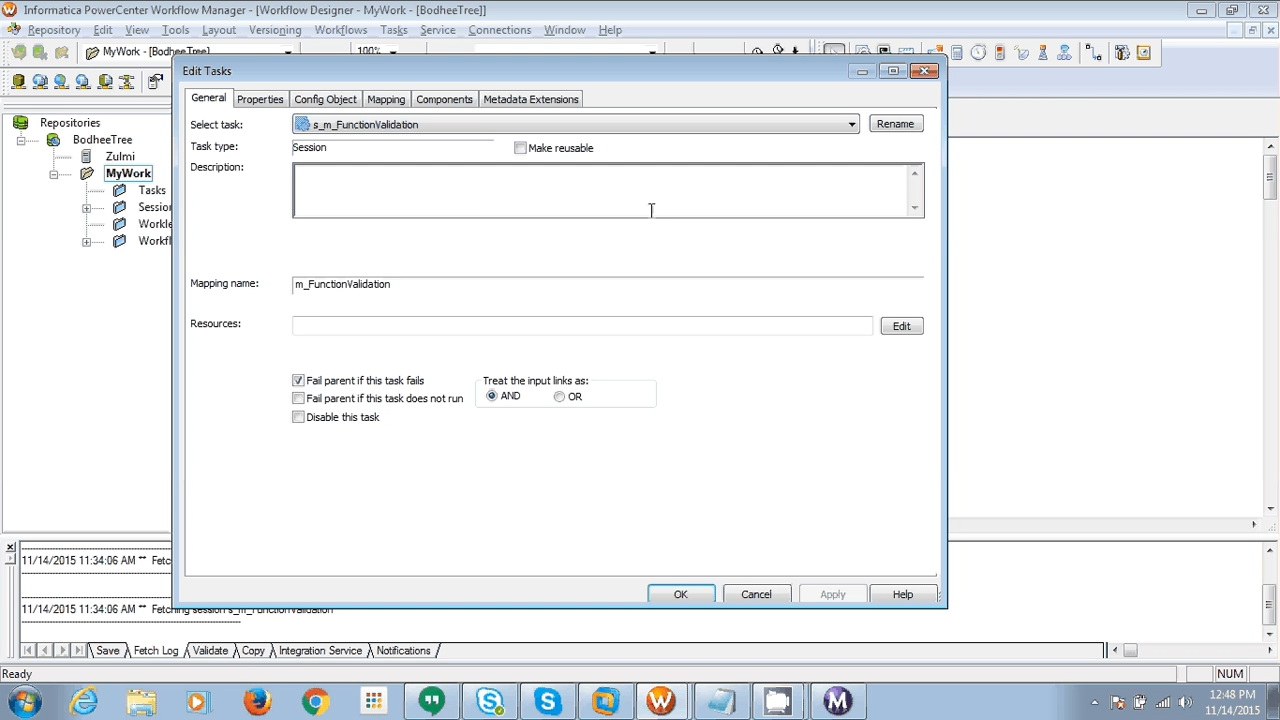 Informatica PowerCenter Workflow Manager - [Workflow Designer - MyWork - [BodheeTree]]
Repository Edit View Tools Layout Versioning Workflows Tasks Service Connections Window Help
MyWork - [BodheeTree] 100%
Edit Tasks
General Properties Config Object Mapping Components Metadata Extensions
Select task: s_m_FunctionValidation Rename
Task type: Session Make reusable
Description:
Mapping name: m_FunctionValidation
Resources: Edit
Fail parent if this task fails
Fail parent if this task does not run
Disable this task
Treat the input links as:
AND OR
OK Cancel Apply Help
Repositories
BodheeTree
Zulmi
MyWork
Tasks
11/14/2015 11:34:06 AM **
11/14/2015 11:34:06 AM ** Fetching session s_m_FunctionValidation
Save Fetch Log Validate Copy Integration Service Notifications
Ready NUM
12:48 PM
11/14/2015